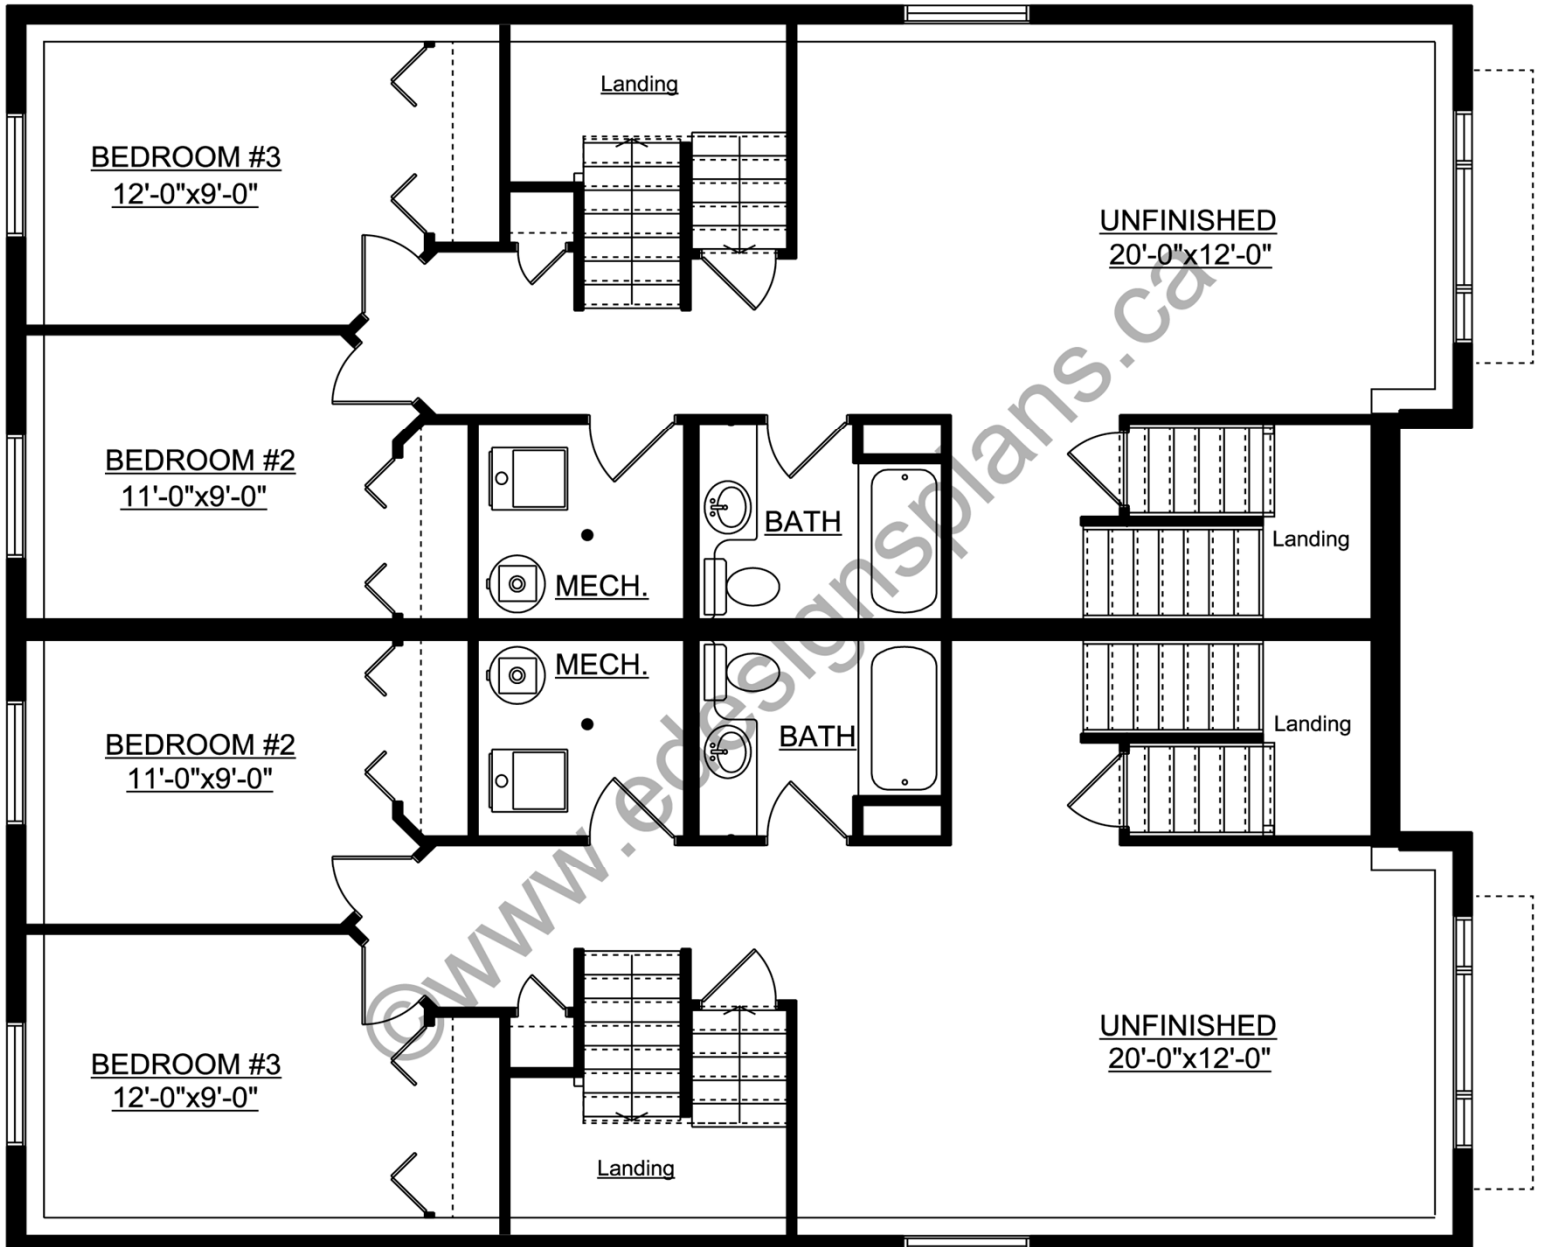 Landing
BEDROOM #3
12'-0"x9'-0"
UNFINISHED
20'-0"x12'-0"
BEDROOM #2
11'-0"x9'-0"
BATH
Landing
MECH.
MECH.
Landing
BATH
BEDROOM #2
11'-0"x9'-0"
UNFINISHED
20'-0"x12'-0"
BEDROOM #3
12'-0"x9'-0"
Landing
©www.edesignsplans.ca